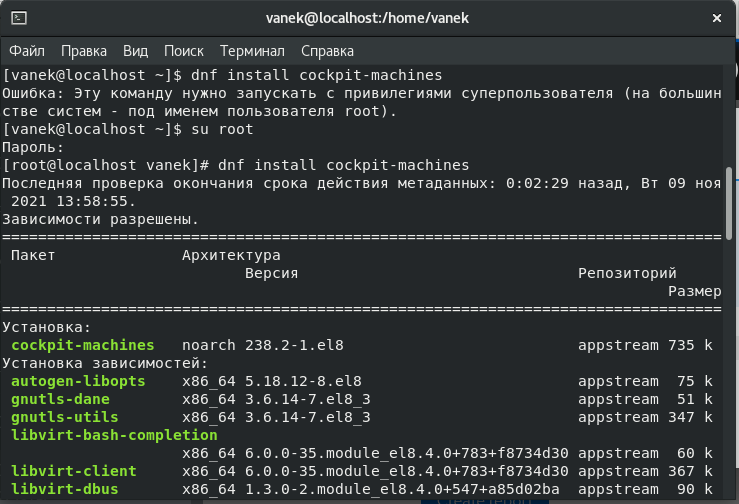 vanek@localhost:/home/vanek
Файл Правка Вид Поиск Терминал Справка
[vanek@localhost ~]$ dnf install cockpit-machines
Ошибка: Эту команду нужно запускать с привилегиями суперпользователя (на большин
стве систем - под именем пользователя root).
[vanek@localhost ~]$ su root
Пароль:
[root@localhost vanek]# dnf install cockpit-machines
Последняя проверка окончания срока действия метаданных: 0:02:29 назад, Вт 09 ноя
 2021 13:58:55.
Зависимости разрешены.
================================================================================
Пакет Архитектура
Версия Репозиторий
Размер
================================================================================
Установка:
cockpit-machines noarch 238.2-1.el8 appstream 735 k
Установка зависимостей:
autogen-libopts x86_64 5.18.12-8.el8 appstream 75 k
gnutls-dane x86_64 3.6.14-7.el8_3 appstream 51 k
gnutls-utils x86_64 3.6.14-7.el8_3 appstream 347 k
libvirt-bash-completion
x86_64 6.0.0-35.module_el8.4.0+783+f8734d30 appstream 60 k
libvirt-client x86_64 6.0.0-35.module_el8.4.0+783+f8734d30 appstream 367 k
libvirt-dbus x86_64 1.3.0-2.module_el8.4.0+547+a85d02ba appstream 90 k